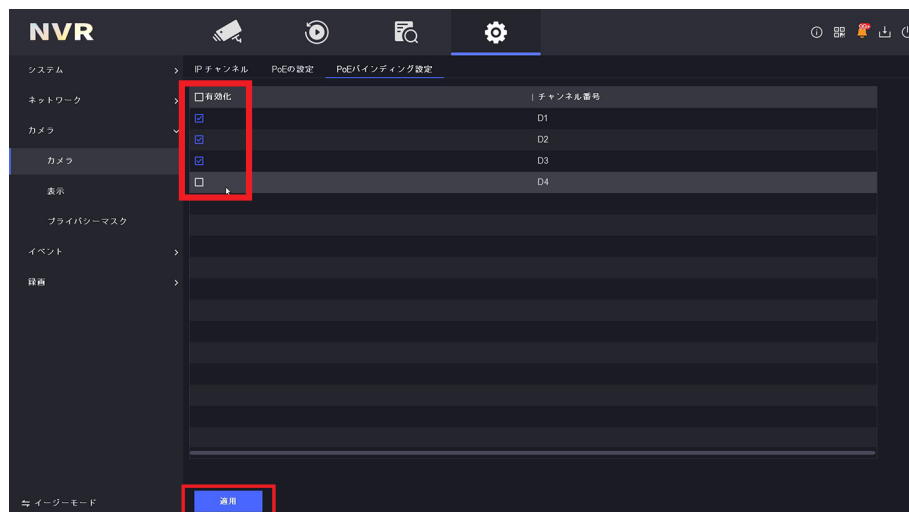 NVR
99+
システム
IPチャンネル PoEの設定 PoEバインディング設定
ネットワーク
有効化 チャンネル番号
カメラ
D1
D2
カメラ
D3
D4
表示
プライバシーマスク
イベント
録画
イージーモード
適用